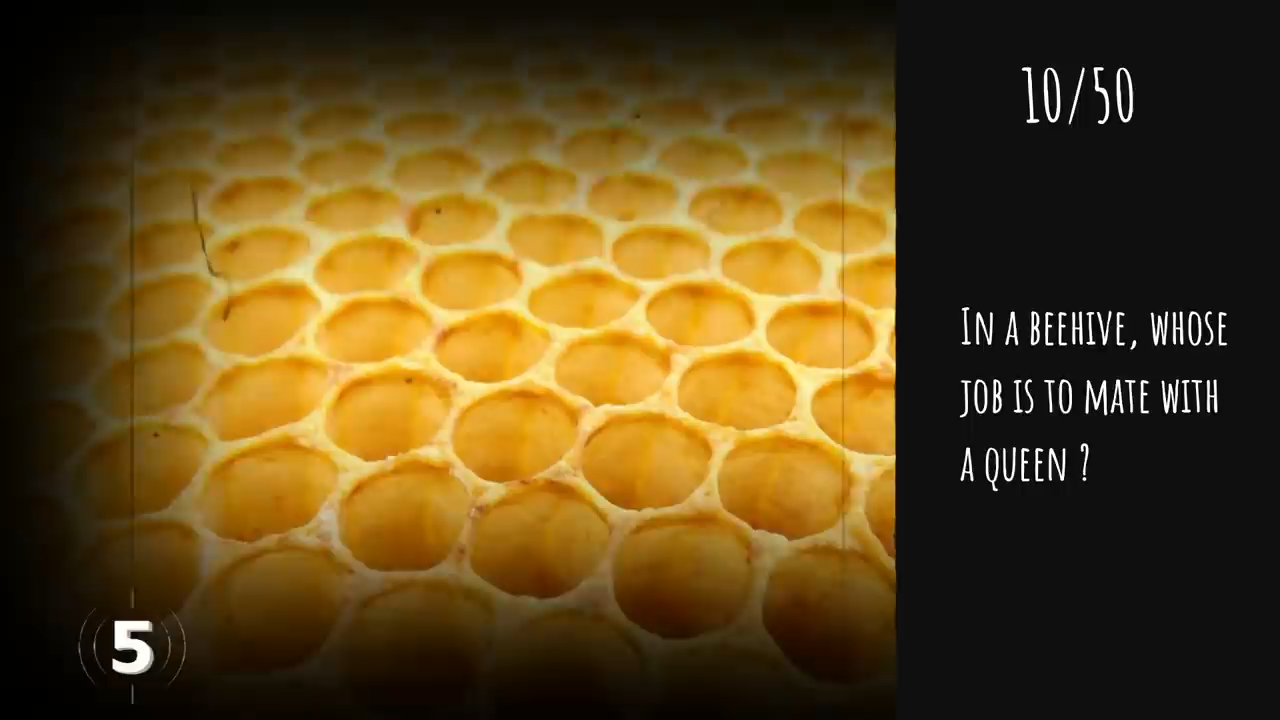 10/50
In a beehive, whose
job is to mate with
a queen ?
5